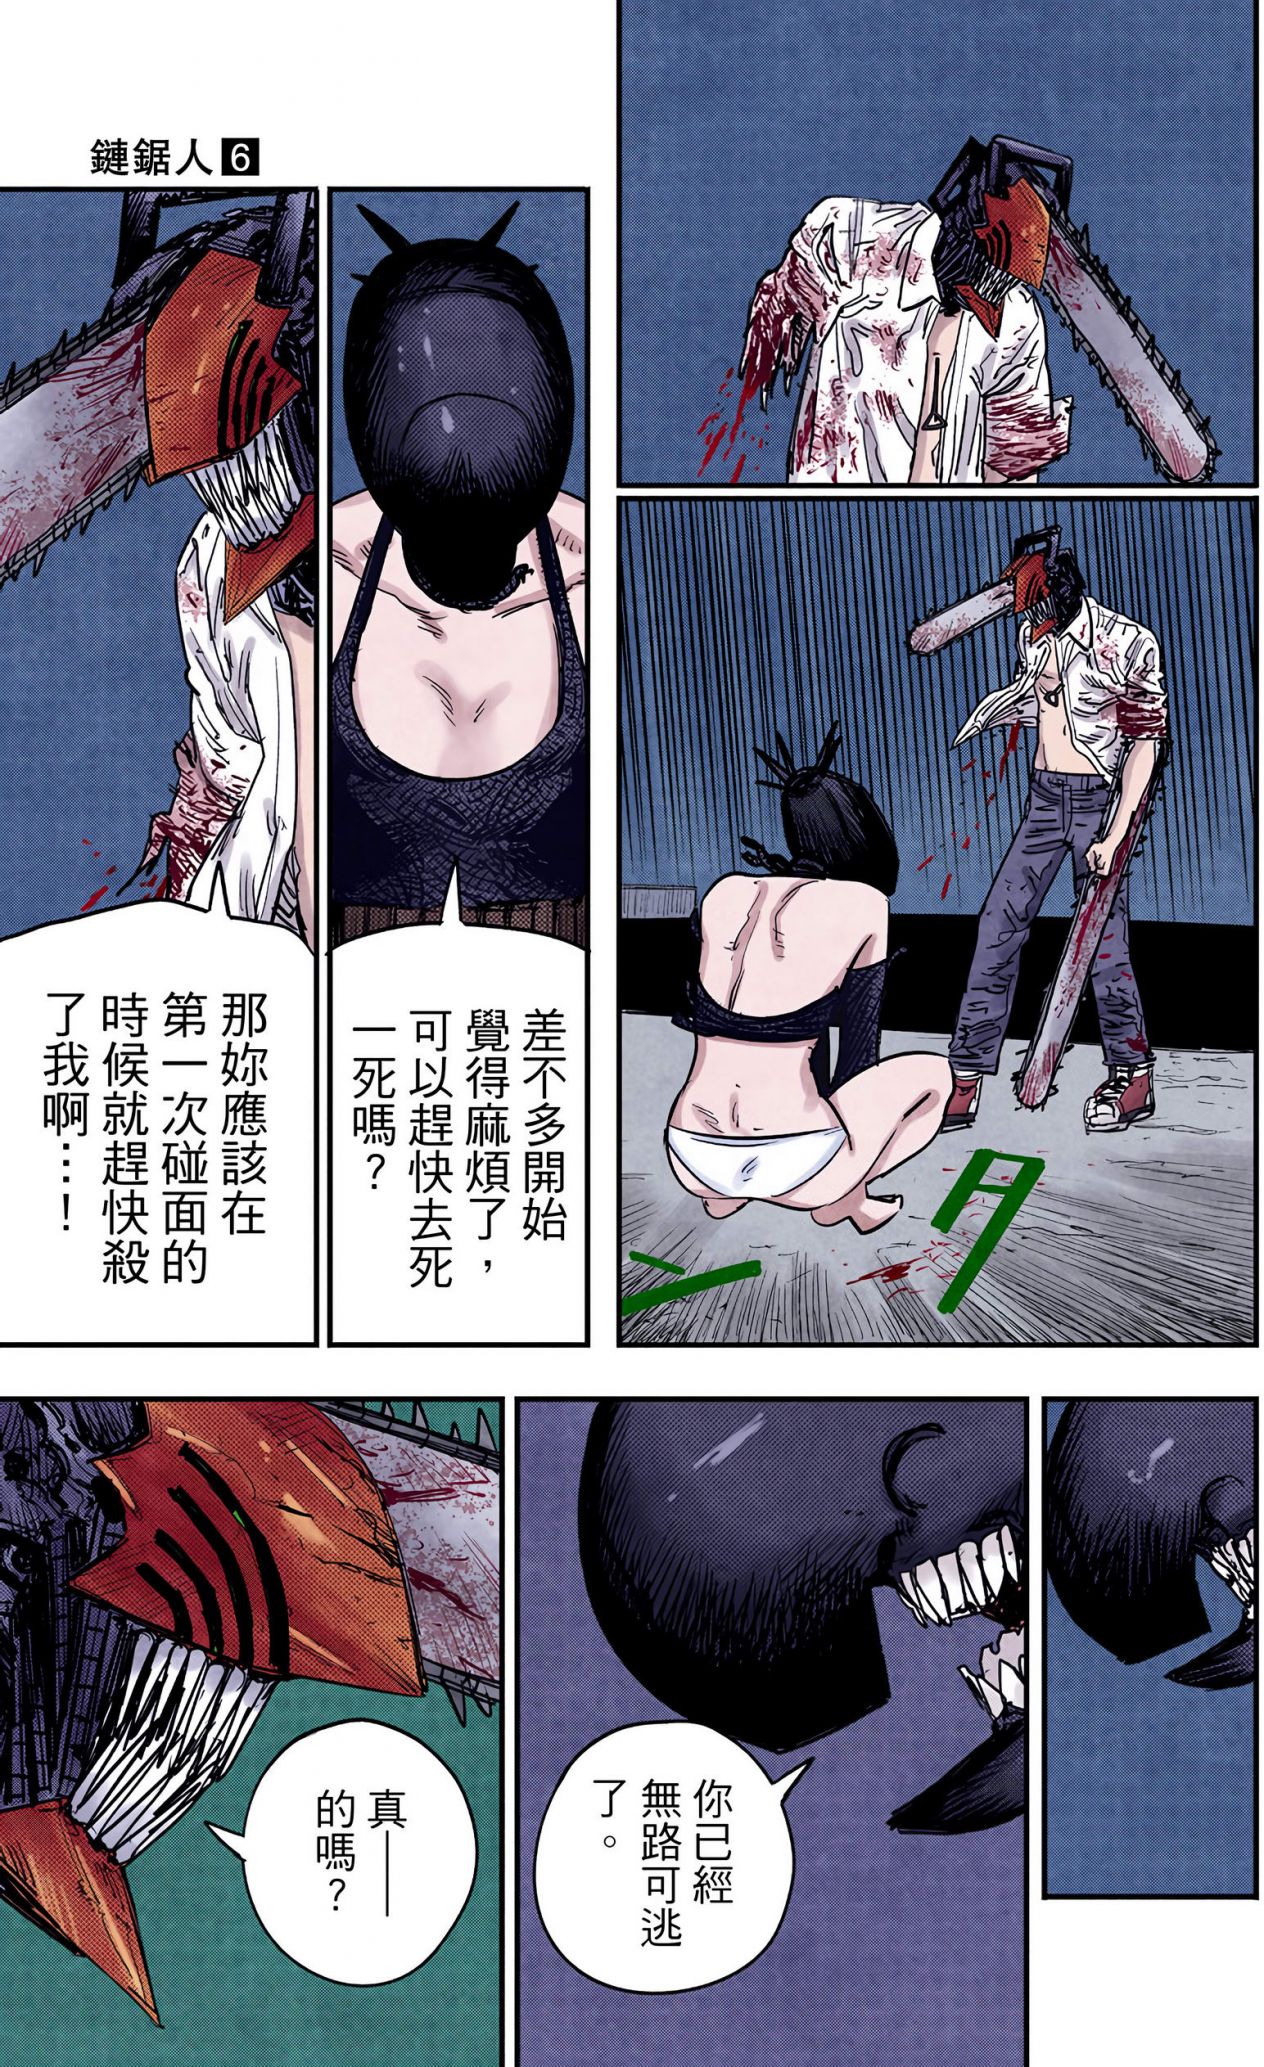 鏈鋸人6
タン
差不多開始
覺得麻煩了，
可以趕快去死
一死嗎？
那妳應該在
第一次碰面的
時候就趕快殺
了我啊…！
你已經
無路可逃
了。
真——
的嗎？